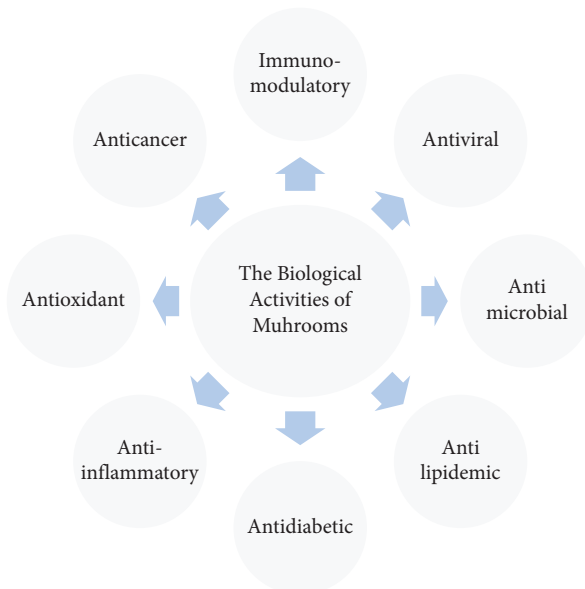 Immuno-
modulatory
Anticancer
Antiviral
Antioxidant
The Biological
Activities of
Muhrooms
Anti
microbial
Anti-
inflammatory
Anti
lipidemic
Antidiabetic